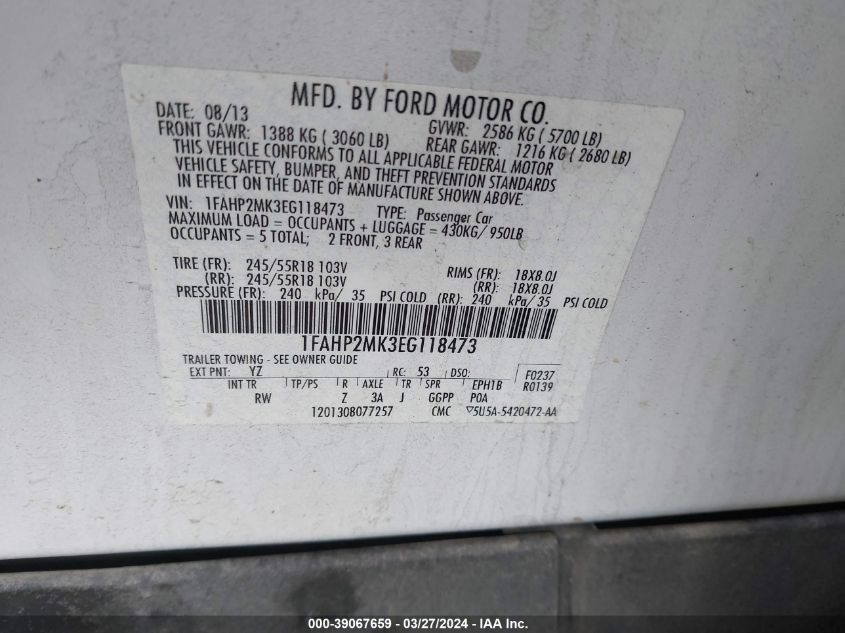 MFD. BY FORD MOTOR CO.
DATE: 08/13 GVWR: 2586 KG ( 5700 LB)
FRONT GAWR: 1388 KG ( 3060 LB) REAR GAWR: 1216 KG ( 2680 LB)
THIS VEHICLE CONFORMS TO ALL APPLICABLE FEDERAL MOTOR
VEHICLE SAFETY, BUMPER, AND THEFT PREVENTION STANDARDS
IN EFFECT ON THE DATE OF MANUFACTURE SHOWN ABOVE.
VIN: 1FAHP2MK3EG118473 TYPE: Passenger Car
MAXIMUM LOAD = OCCUPANTS + LUGGAGE = 430KG/ 950LB
OCCUPANTS = 5 TOTAL; 2 FRONT, 3 REAR
TIRE (FR): 245/55R18 103V RIMS (FR): 18X8.0J
(RR): 245/55R18 103V (RR): 18X8.0J
PRESSURE (FR): 240 kPa/ 35 PSI COLD (RR): 240 kPa/ 35 PSI COLD
1FAHP2MK3EG118473
TRAILER TOWING - SEE OWNER GUIDE
EXT PNT: YZ RC: 53 DSO: F0237
INT TR TP/PS R AXLE TR SPR EPH1B R0139
RW Z 3A J GGPP POA
1201308077257 CMC 5U5A-5420472-AA
000-39067659 - 03/27/2024 - IAAI.com